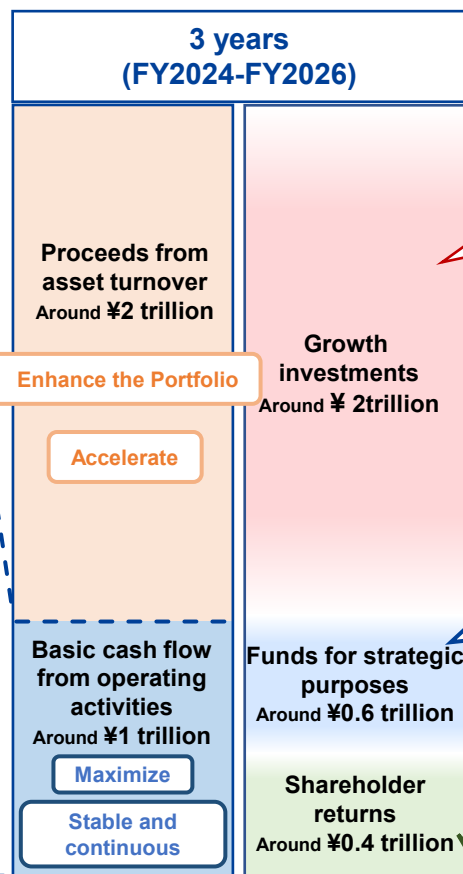 3 years
(FY2024-FY2026)
Proceeds from
asset turnover
Around ¥2 trillion
Enhance the Portfolio
Accelerate
Basic cash flow
from operating
activities
Around ¥1 trillion
Maximize
Stable and
continuous
Growth
investments
Around ¥ 2trillion
Funds for strategic
purposes
Around ¥0.6 trillion
Shareholder
returns
Around ¥0.4 trillion